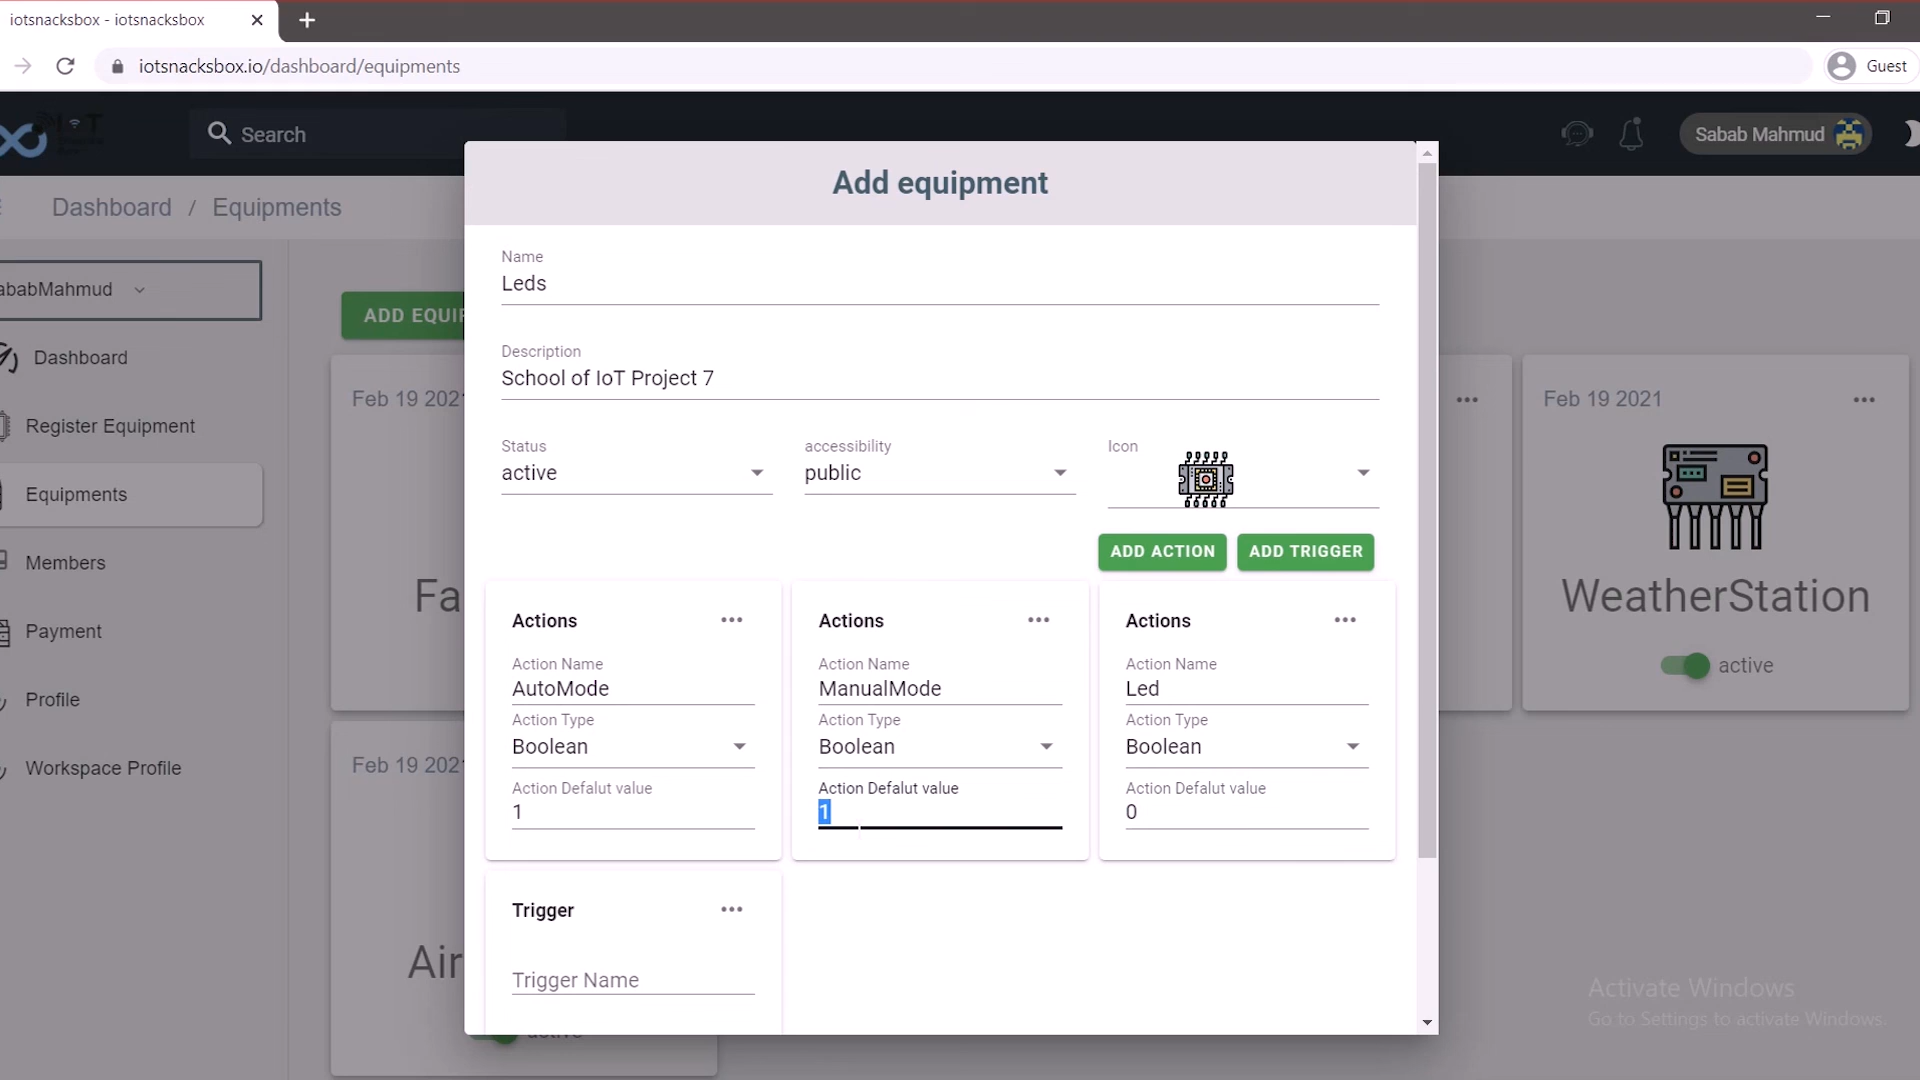 iotsnacksbox - iotsnacksbox
iotsnacksbox.io/dashboard/equipments
Guest
Search
Sabab Mahmud
Dashboard / Equipments
ababMahmud
Dashboard
Register Equipment
Equipments
Members
Payment
Profile
Workspace Profile
ADD EQUIP
Feb 19 202
Fa
Feb 19 202
Air
active
Feb 19 2021
WeatherStation
active
Add equipment
Name
Leds
Description
School of IoT Project 7
Status
active
accessibility
public
Icon
ADD ACTION
ADD TRIGGER
Actions
Action Name
AutoMode
Action Type
Boolean
Action Defalut value
1
Actions
Action Name
ManualMode
Action Type
Boolean
Action Defalut value
1
Actions
Action Name
Led
Action Type
Boolean
Action Defalut value
0
Trigger
Trigger Name
Activate Windows
Go to Settings to activate Windows.